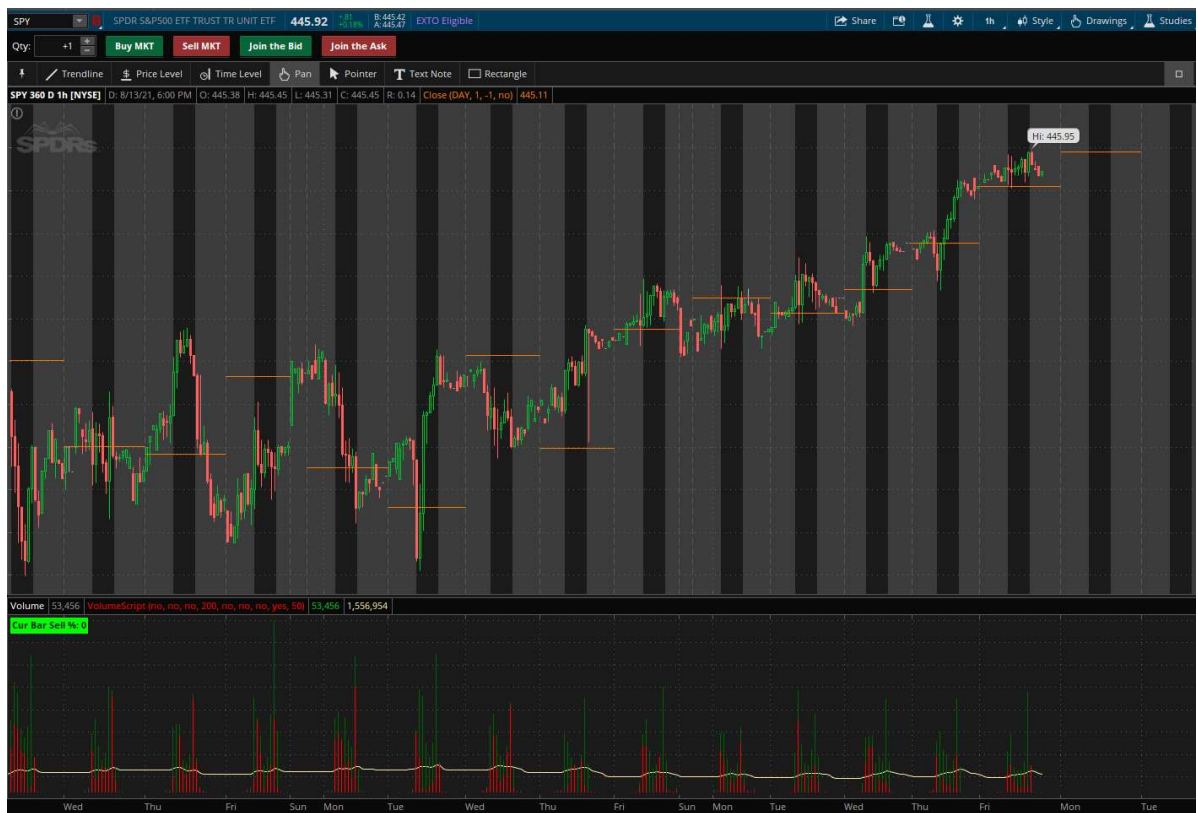 SPY SPDR S&P500 ETF TRUST TR UNIT ETF 445.92 +.81 +0.18% B: 445.42 A: 445.47 EXTO Eligible Share 1h Style Drawings Studies
Qty: +1 Buy MKT Sell MKT Join the Bid Join the Ask
Trendline $ Price Level Time Level Pan Pointer T Text Note Rectangle
SPY 360 D 1h [NYSE] D: 8/13/21, 6:00 PM O: 445.38 H: 445.45 L: 445.31 C: 445.45 R: 0.14 Close (DAY, 1, -1, no) 445.11
SPDRs
Hi: 445.95
Volume 53,456 VolumeScript (no, no, no, 200, no, no, no, yes, 50) 53,456 1,556,954
Cur Bar Sell %: 0
Wed Thu Fri Sun Mon Tue Wed Thu Fri Sun Mon Tue Wed Thu Fri Mon Tue